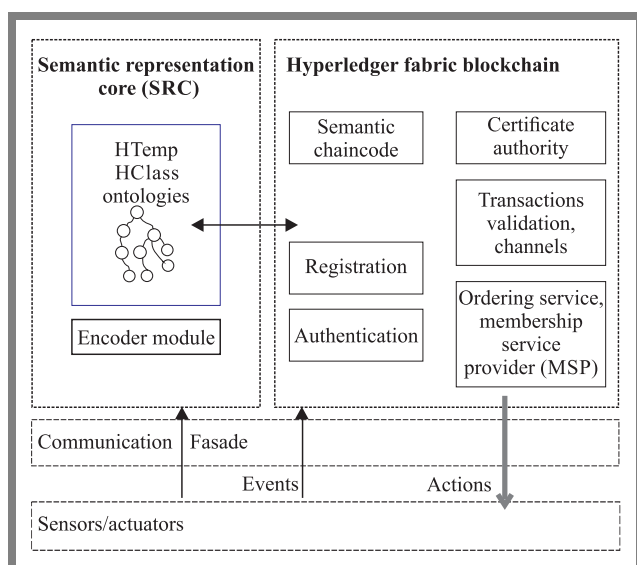 Semantic representation
core (SRC)
HTemp
HClass
ontologies
Encoder module
Hyperledger fabric blockchain
Semantic
chaincode
Registration
Authentication
Certificate
authority
Transactions
validation,
channels
Ordering service,
membership
service
provider (MSP)
Communication Fasade
Events
Actions
Sensors/actuators